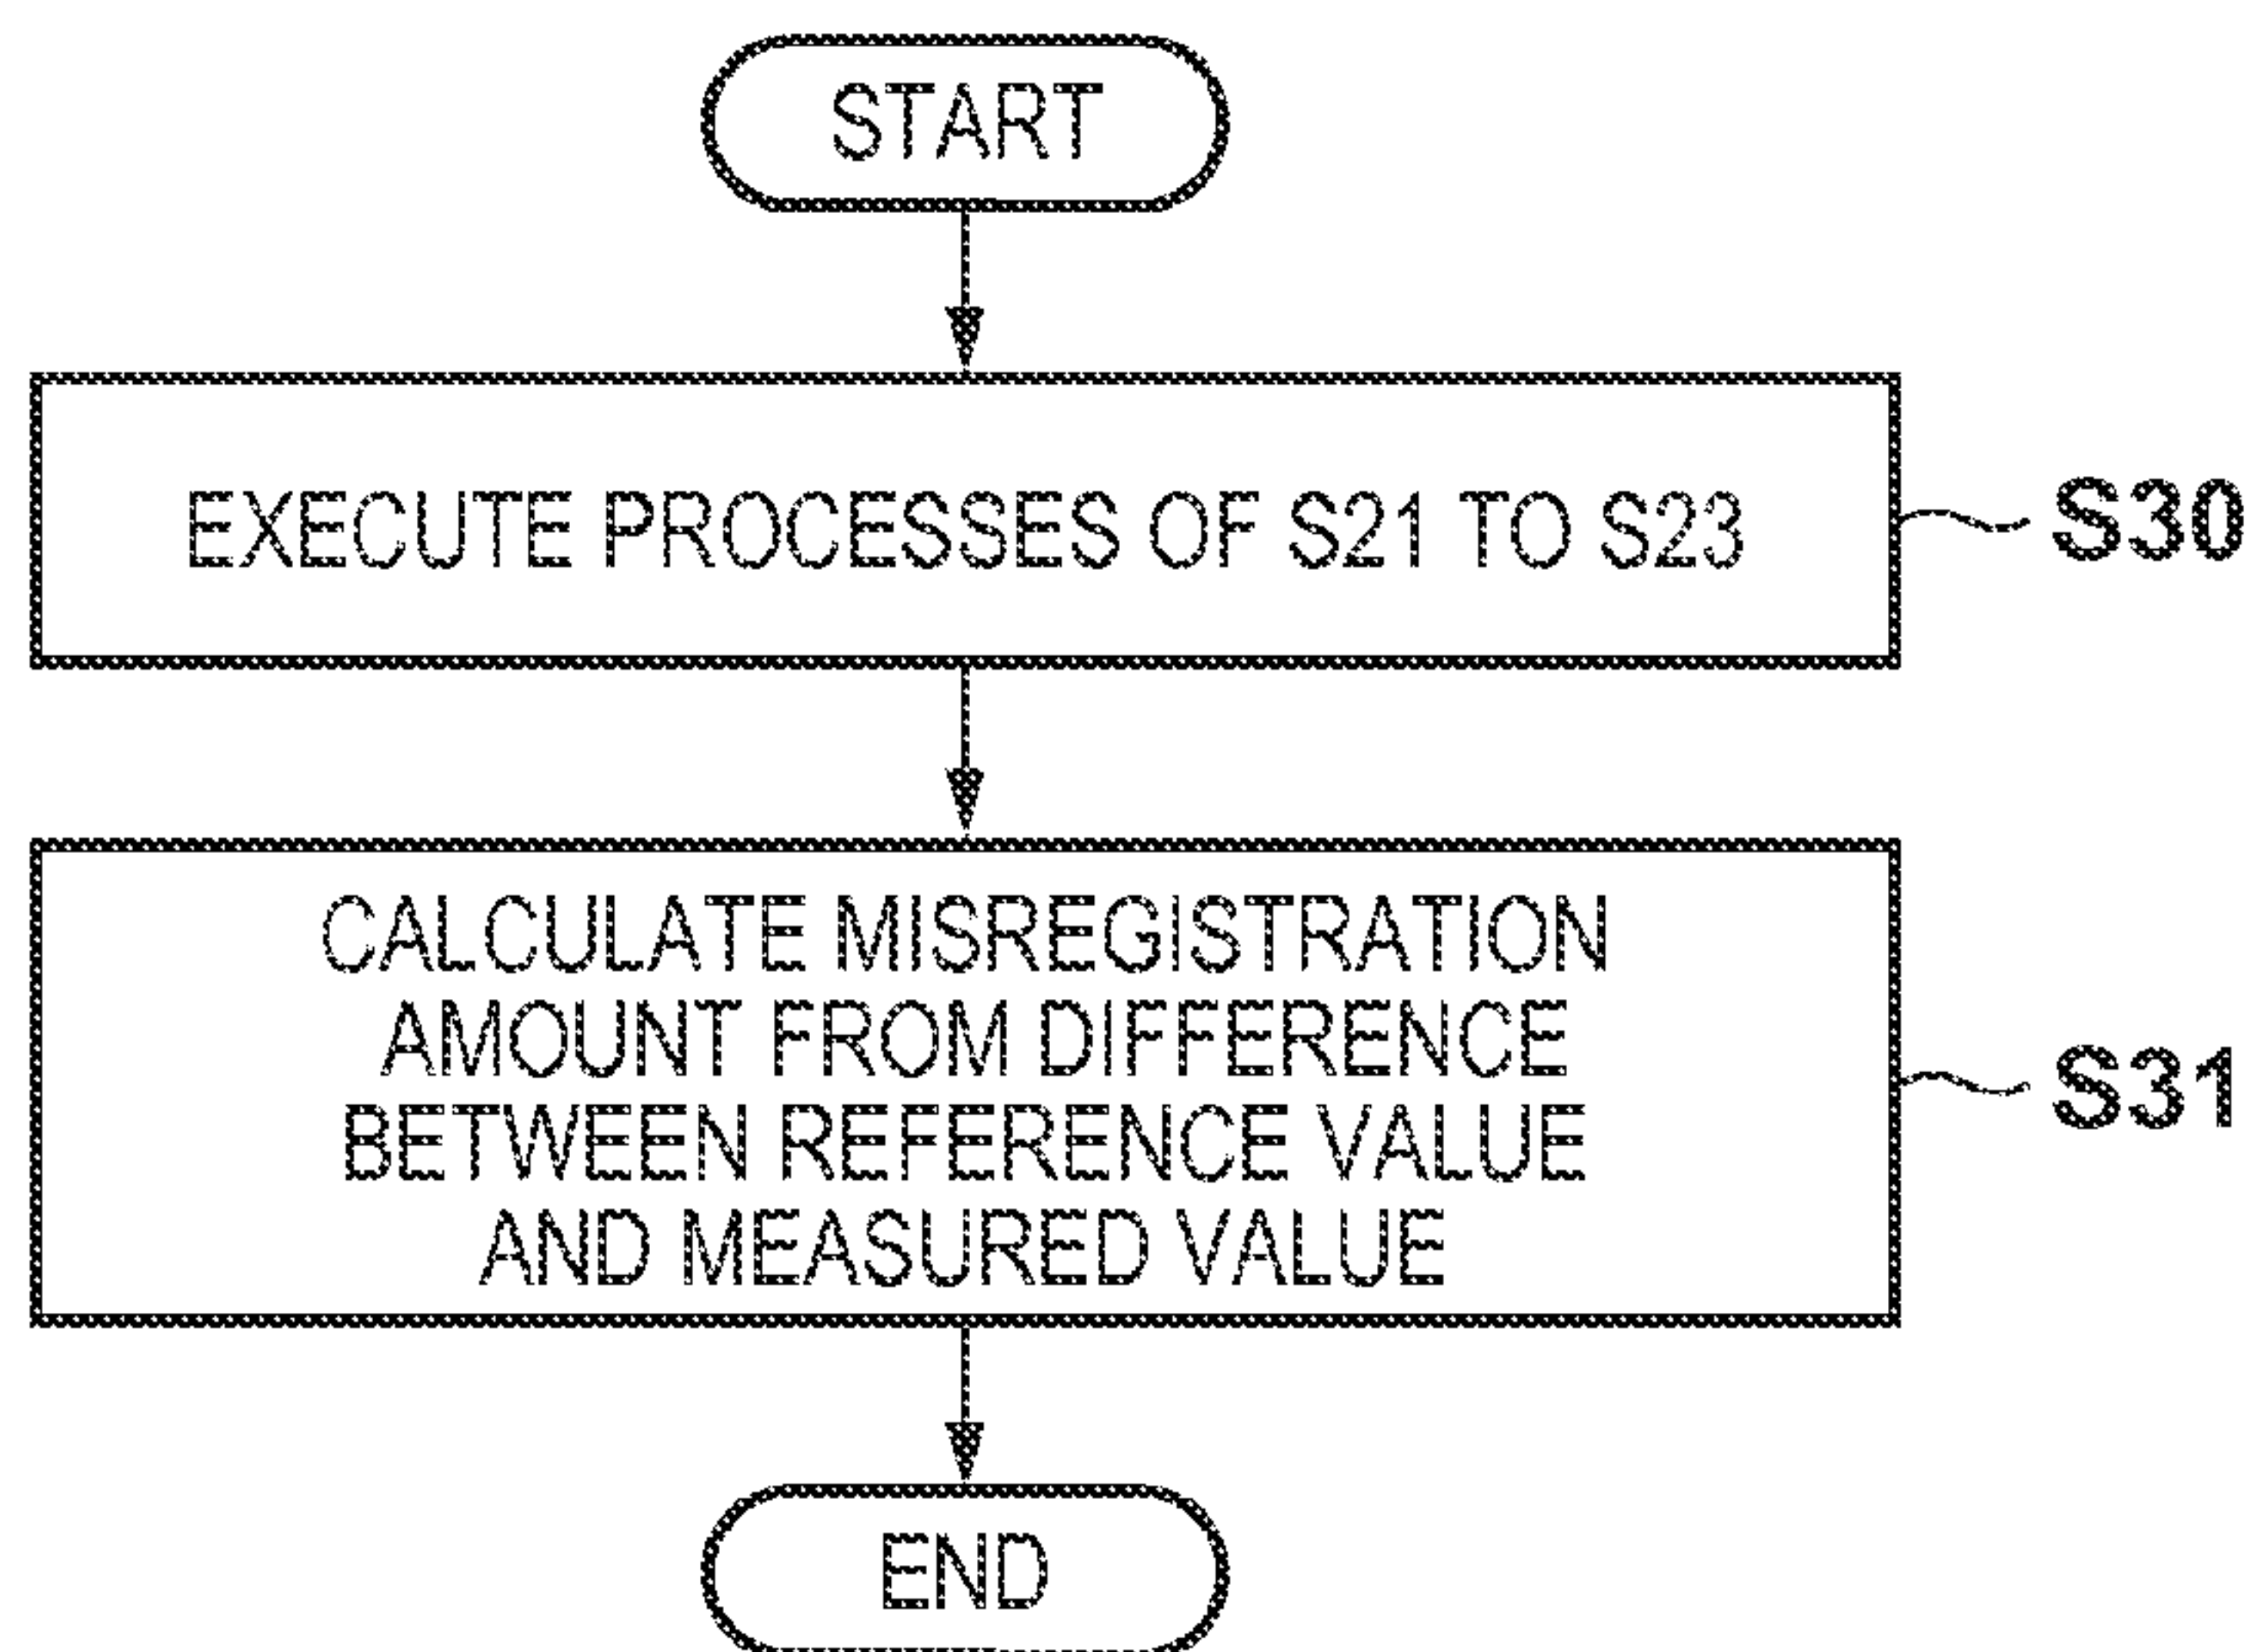 START
EXECUTE PROCESSES OF S21 TO S23
S30
CALCULATE MISREGISTRATION
AMOUNT FROM DIFFERENCE
BETWEEN REFERENCE VALUE
AND MEASURED VALUE
S31
END